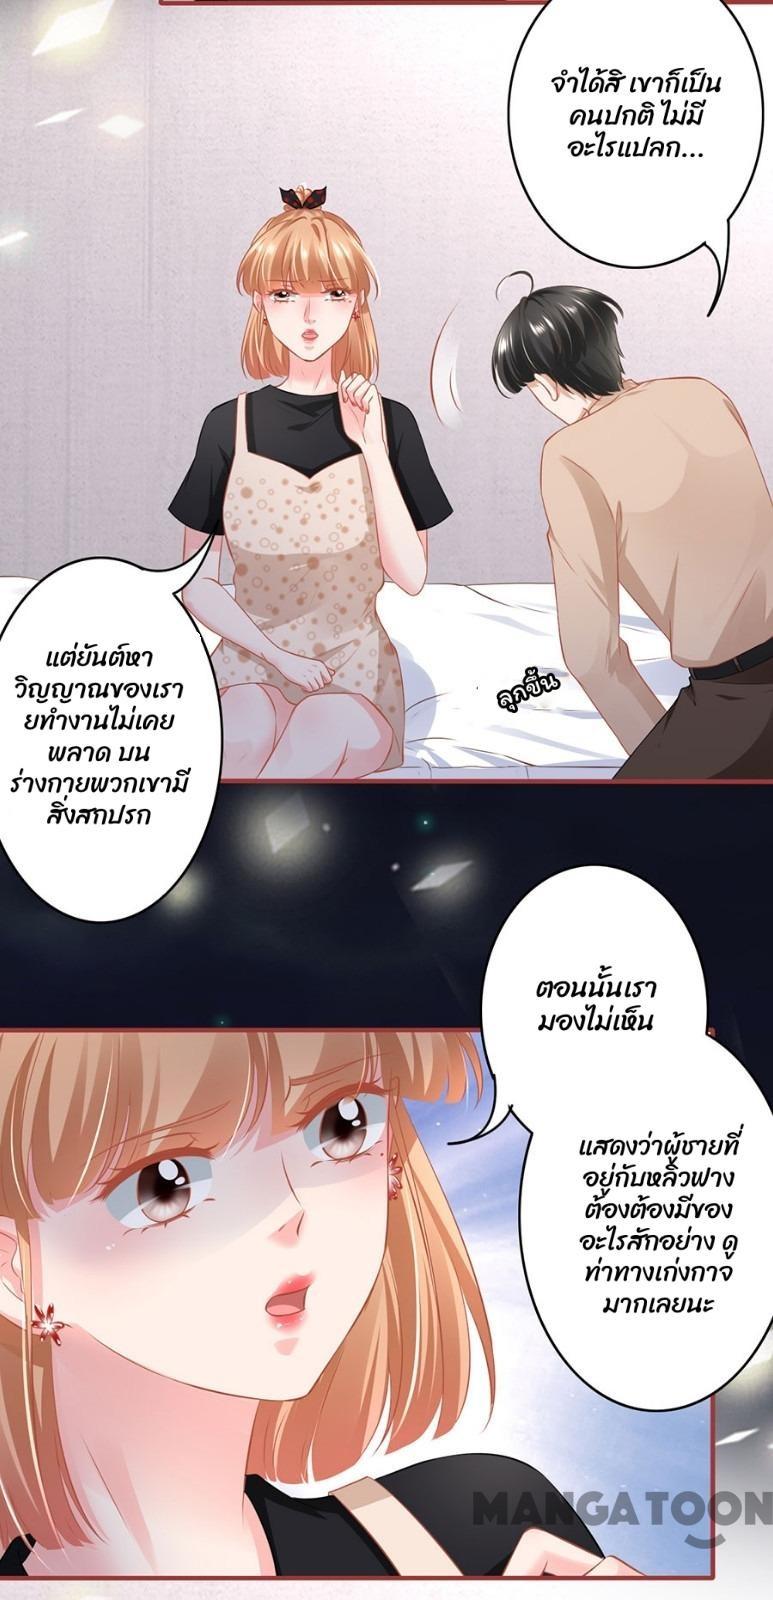 จำได้สิ เขาก็เป็น
คนปกติ ไม่มี
อะไรแปลก...
แต่ยันต์หา
วิญญาณของเรา
ยทำงานไม่เคย
พลาด บน
ร่างกายพวกเขามี
สิ่งสกปรก
ลุกขึ้น
ตอนนั้นเรา
มองไม่เห็น
แสดงว่าผู้ชายที่
อยู่กับหลิวฟาง
ต้องต้องมีของ
อะไรสักอย่าง ดู
ท่าทางเก่งกาจ
มากเลยนะ
MANGATOON